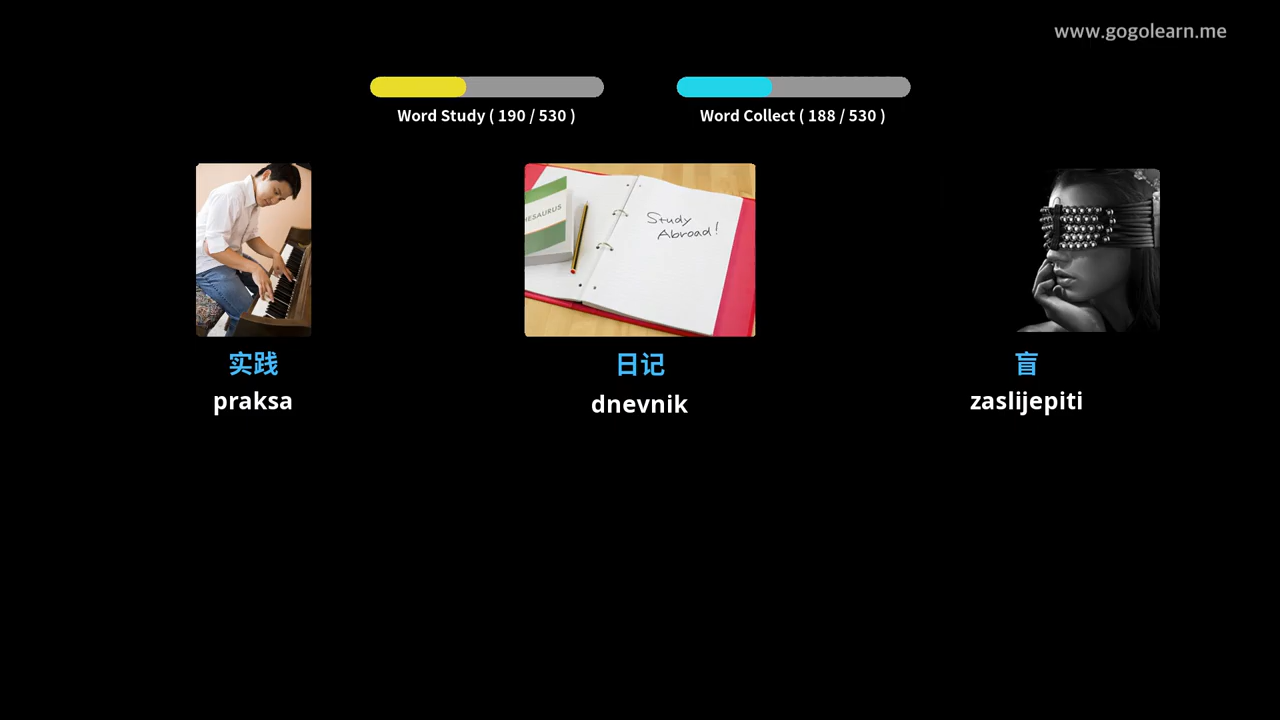 www.gogolearn.me
Word Study ( 190 / 530 )
Word Collect ( 188 / 530 )
HESAURUS
Study
Abroad!
实践
日记
盲
praksa
dnevnik
zaslijepiti